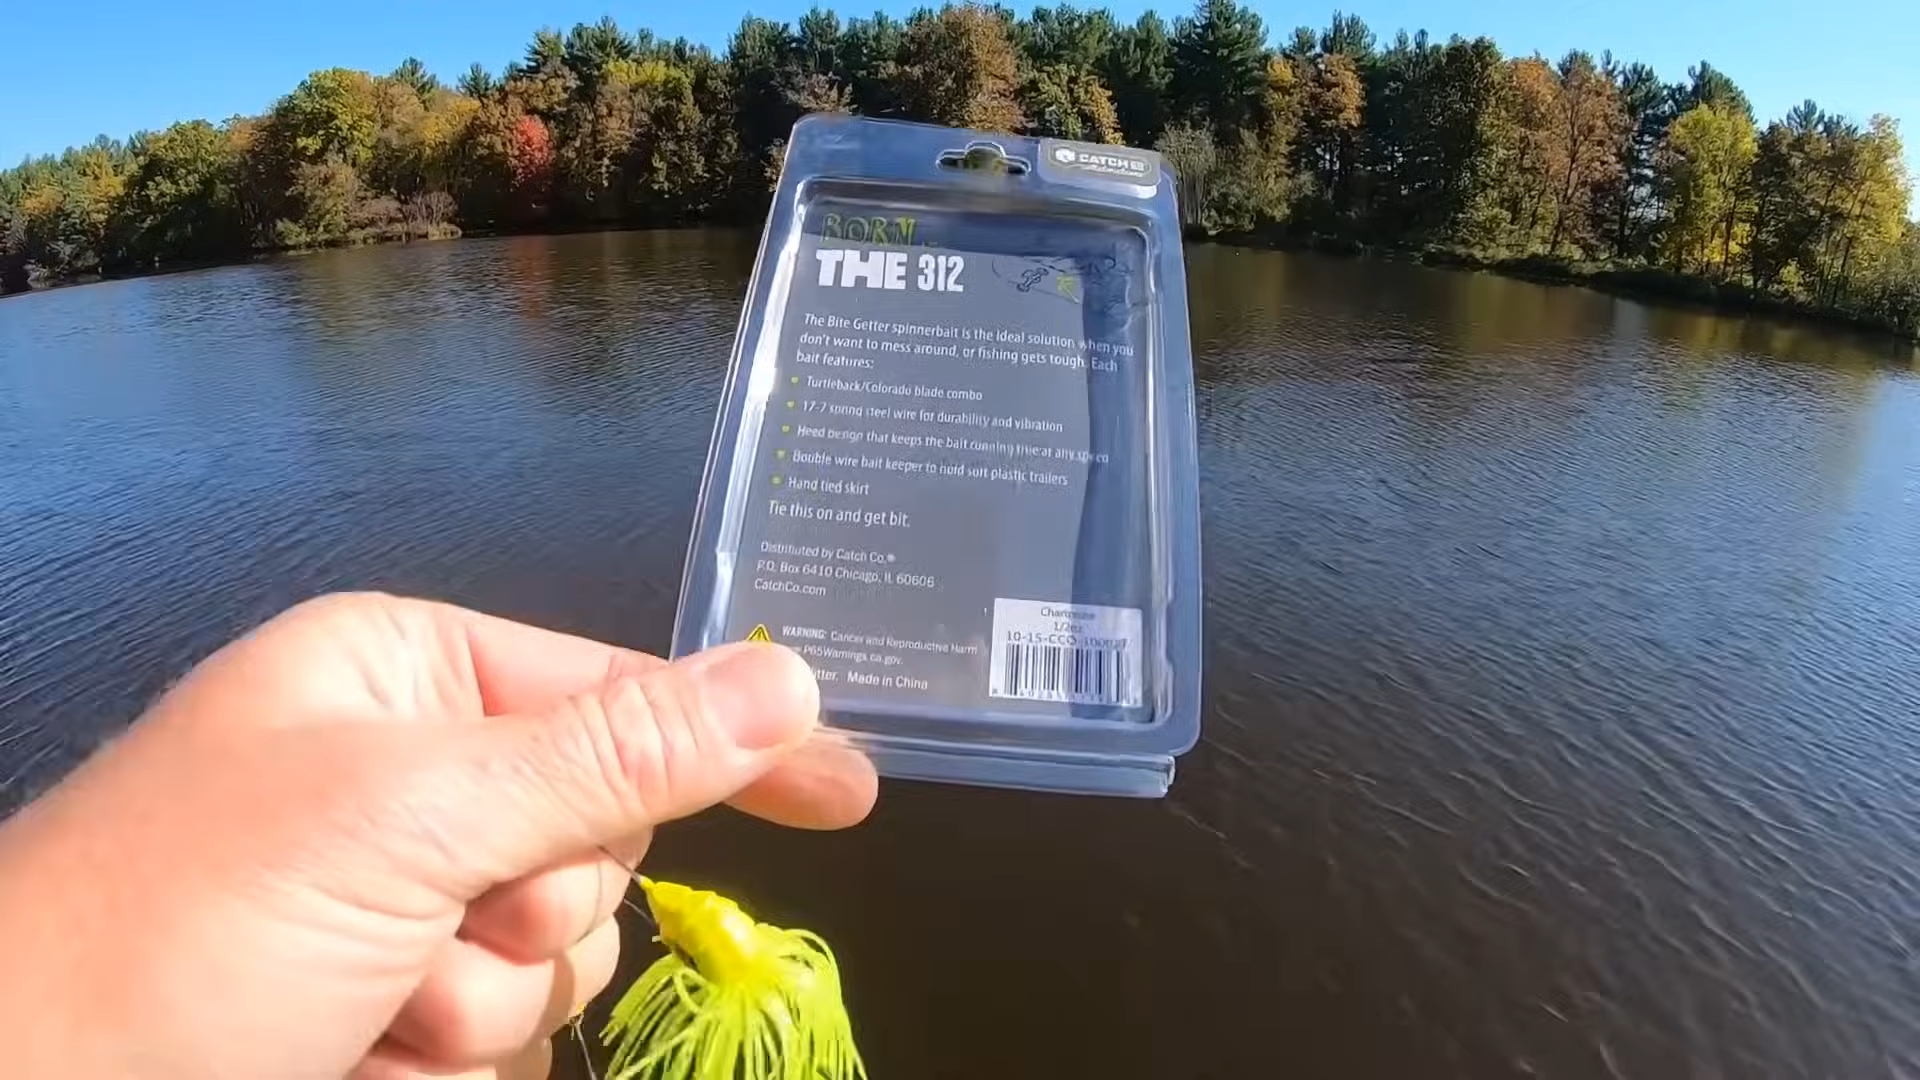 CATCH CO
BORN
THE 312
The Bite Getter spinnerbait is the ideal solution when you
don't want to mess around, or fishing gets tough. Each
bait features:
Turtleback/Colorado blade combo
17-7 spring steel wire for durability and vibration
Head design that keeps the bait running true at any speed
Double wire bait keeper to hold soft plastic trailers
Hand tied skirt
Tie this on and get bit.
Distributed by Catch Co.®
P.O. Box 6410 Chicago, IL 60606
CatchCo.com
WARNING: Cancer and Reproductive Harm
P65Warnings.ca.gov.
Made in China
Chartreuse
1/2oz
10-15-CCO